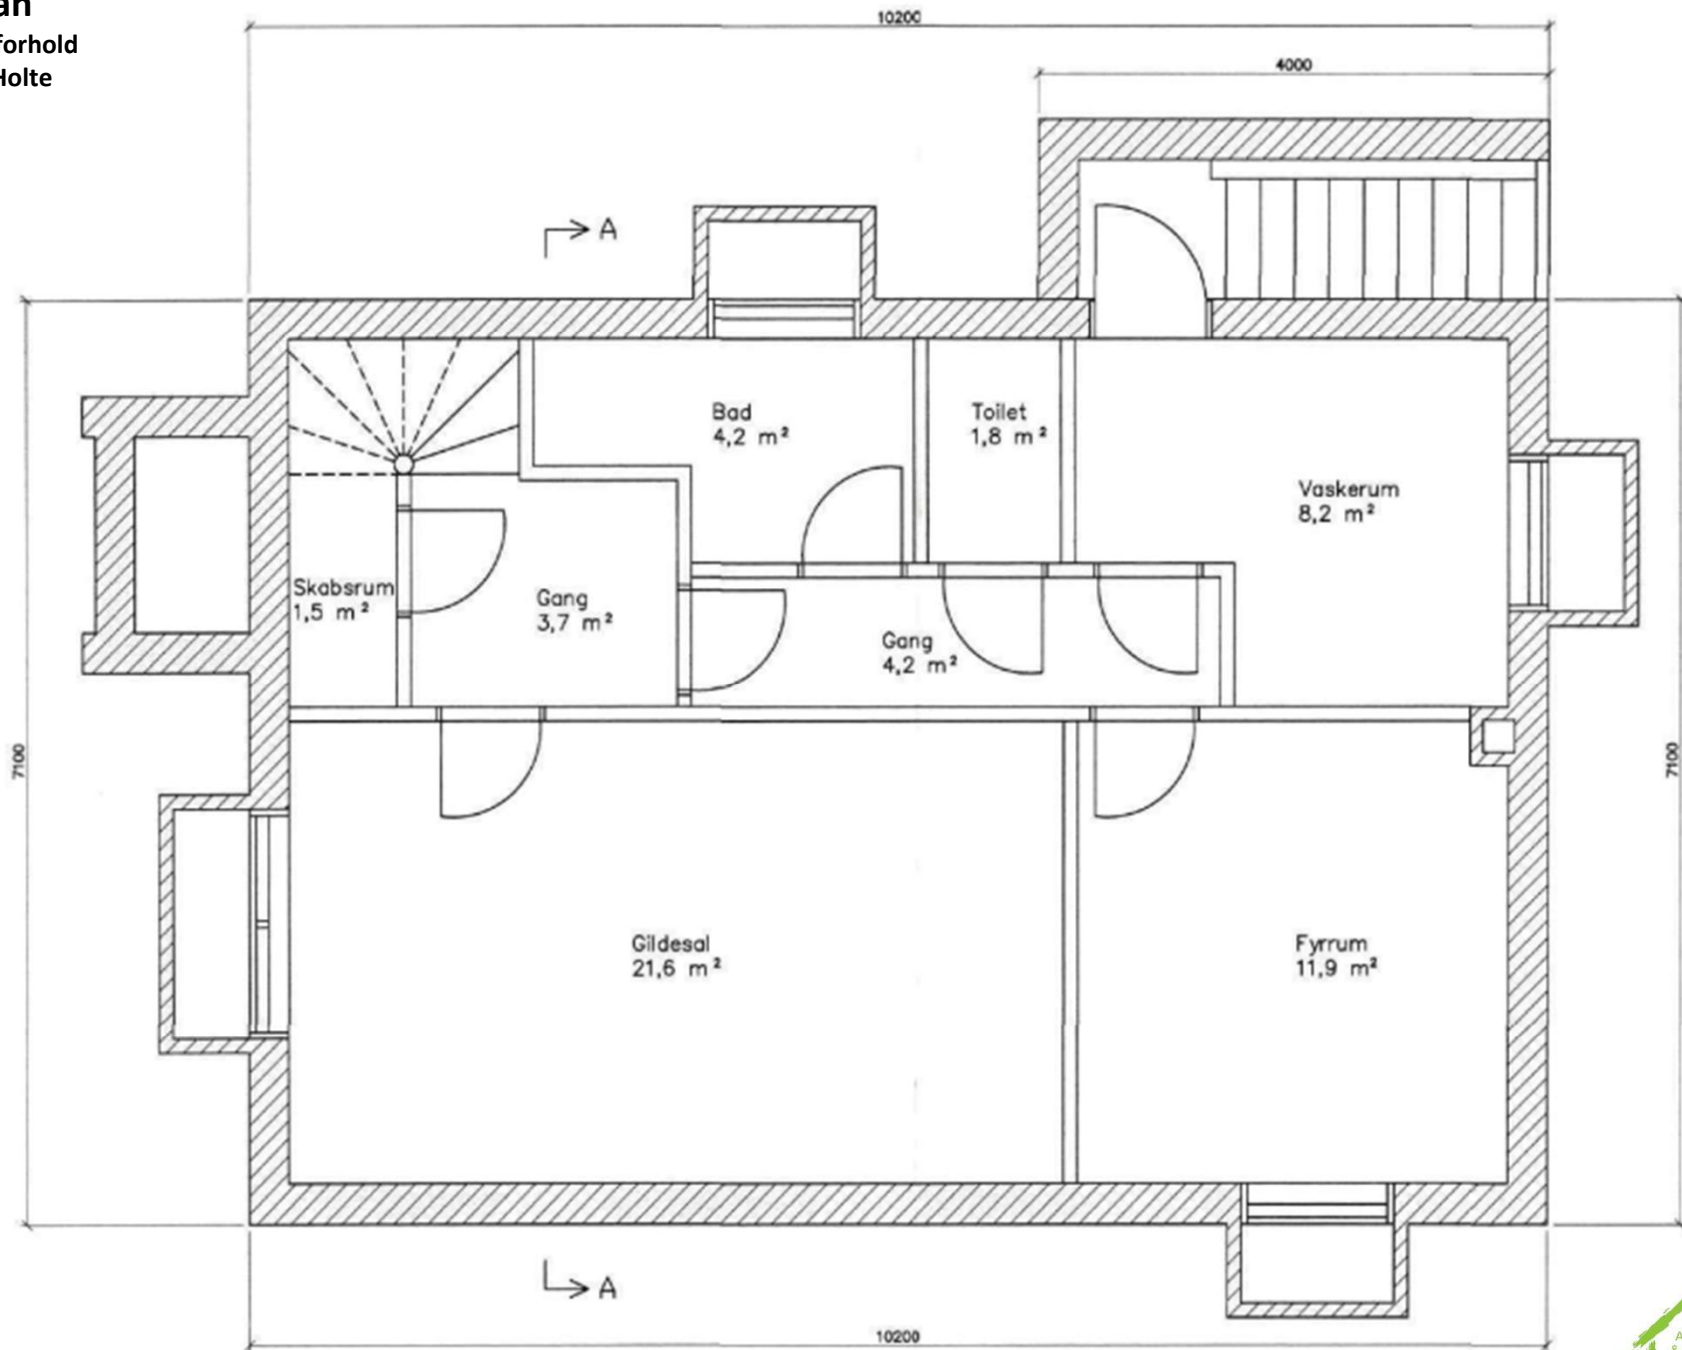 forhold
Holte
10200
4000
A
Bad
4,2 m²
Toilet
1,8 m²
Vaskerum
8,2 m²
Skabsrum
1,5 m²
Gang
3,7 m²
Gang
4,2 m²
7100
7100
Gildesal
21,6 m²
Fyrrum
11,9 m²
A
10200